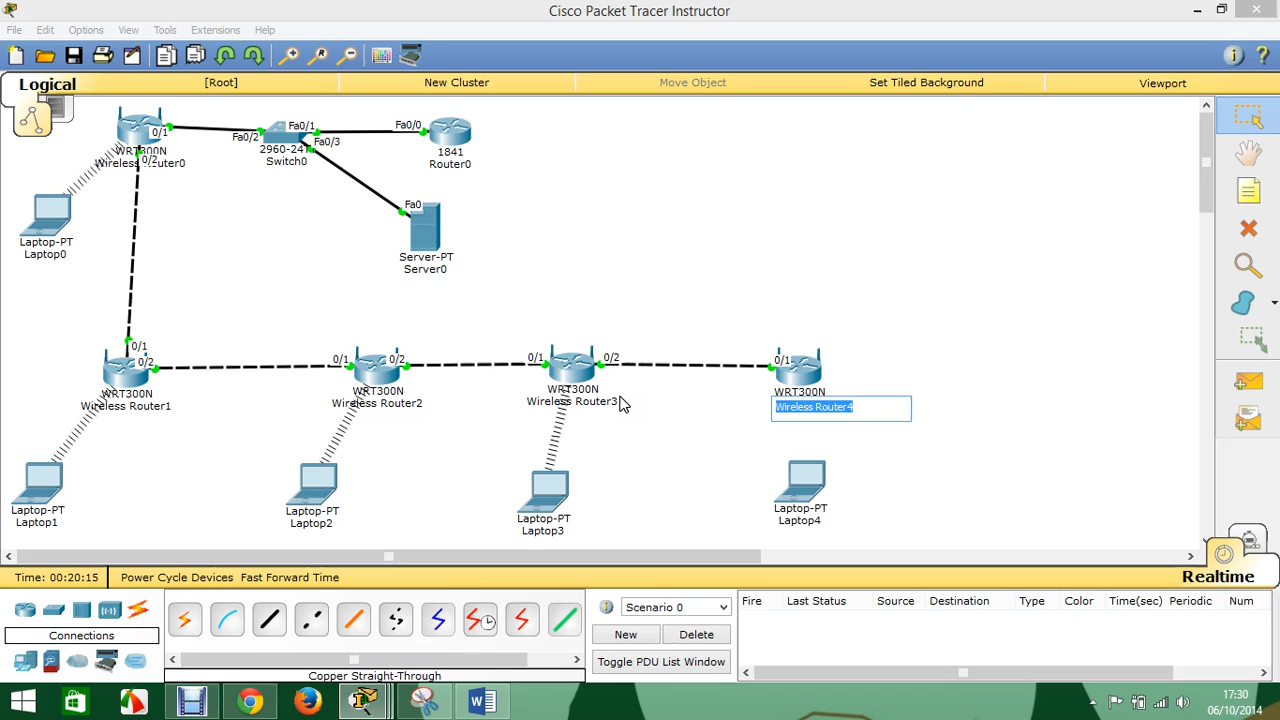 Cisco Packet Tracer Instructor
File Edit Options View Tools Extensions Help
Logical [Root] New Cluster Move Object Set Tiled Background Viewport
0/1
0/2
WRT300N
Wireless Router0
Fa0/2
Fa0/1
Fa0/3
2960-24T
Switch0
Fa0/0
1841
Router0
Laptop-PT
Laptop0
Fa0
Server-PT
Server0
0/1
0/2
WRT300N
Wireless Router1
0/1
0/2
WRT300N
Wireless Router2
0/1
0/2
WRT300N
Wireless Router3
0/1
WRT300N
Wireless Router4
Laptop-PT
Laptop1
Laptop-PT
Laptop2
Laptop-PT
Laptop3
Laptop-PT
Laptop4
Time: 00:20:15 Power Cycle Devices Fast Forward Time
Realtime
Connections
Copper Straight-Through
Scenario 0
New Delete
Toggle PDU List Window
Fire Last Status Source Destination Type Color Time(sec) Periodic Num
17:30
06/10/2014